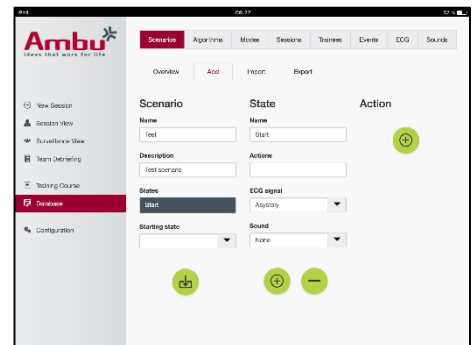 iPad
Ambu
Ideas that work for life
Scenarios Algorithms Modes Sessions Trainees Events ECG Sounds
Overview Add Import Export
New Session
Session View
Surveillance View
Team Debriefing
Training Course
Database
Configuration
Scenario
Name
Test
Description
Test scenario
States
Start
Starting state
State
Name
Start
Actions
ECG signal
Asystoly
Sound
None
Action